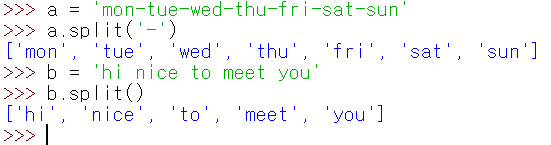 >>> a = 'mon-tue-wed-thu-fri-sat-sun'
>>> a.split('-')
['mon', 'tue', 'wed', 'thu', 'fri', 'sat', 'sun']
>>> b = 'hi nice to meet you'
>>> b.split()
['hi', 'nice', 'to', 'meet', 'you']
>>>